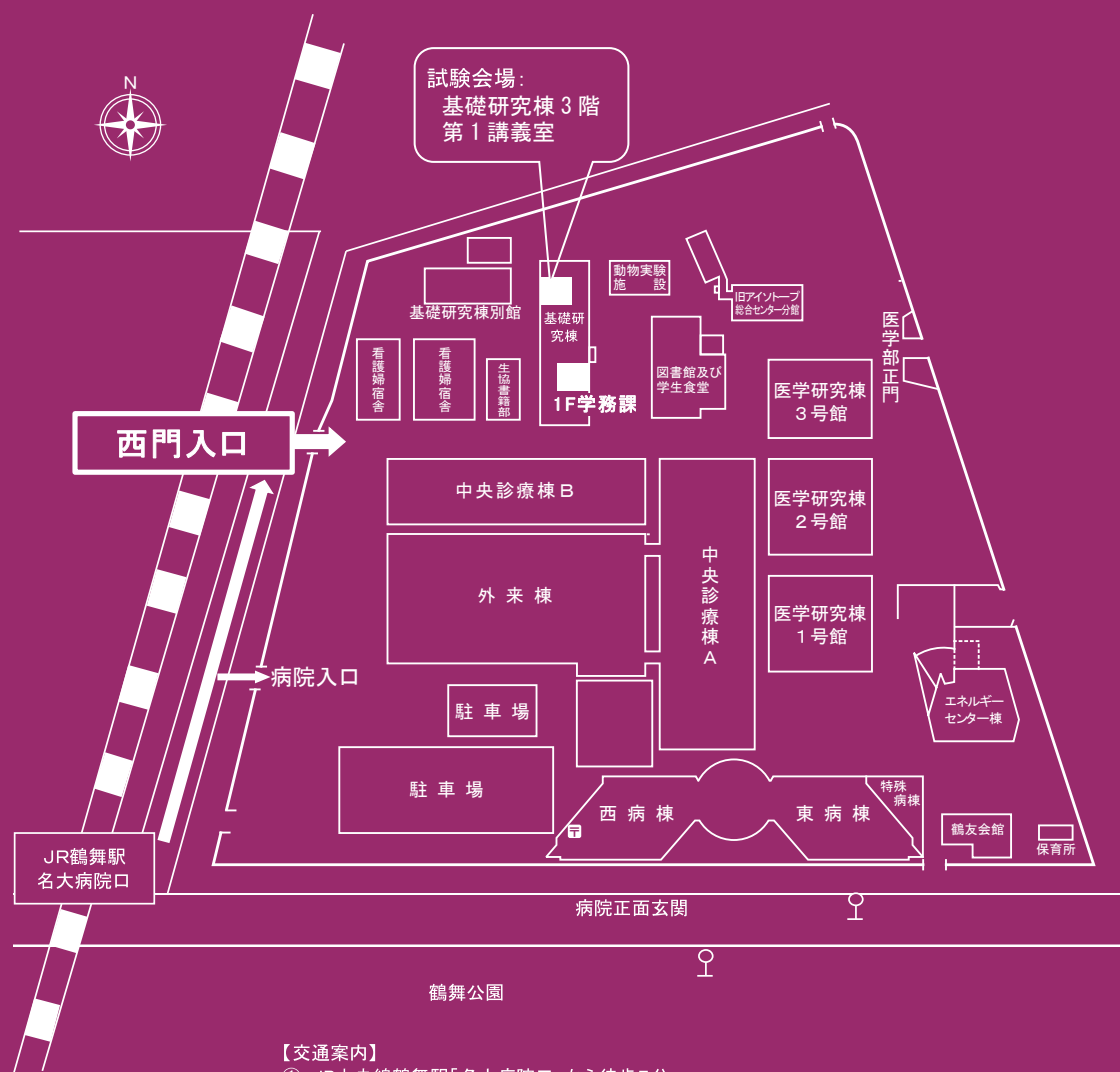 N
試験会場：
基礎研究棟３階
第１講義室
動物実験
施設
旧アイソトープ
総合センター分館
基礎研究棟別館
基礎研
究棟
医学部正門
看護婦宿舎
看護婦宿舎
生協書籍部
図書館及び
学生食堂
1F学務課
医学研究棟
３号館
西門入口
中央診療棟Ｂ
医学研究棟
２号館
中央診療棟Ａ
外来棟
医学研究棟
１号館
病院入口
駐車場
エネルギー
センター棟
駐車場
特殊
病棟
西病棟
東病棟
〒
鶴友会館
保育所
JR鶴舞駅
名大病院口
病院正面玄関
鶴舞公園
【交通案内】